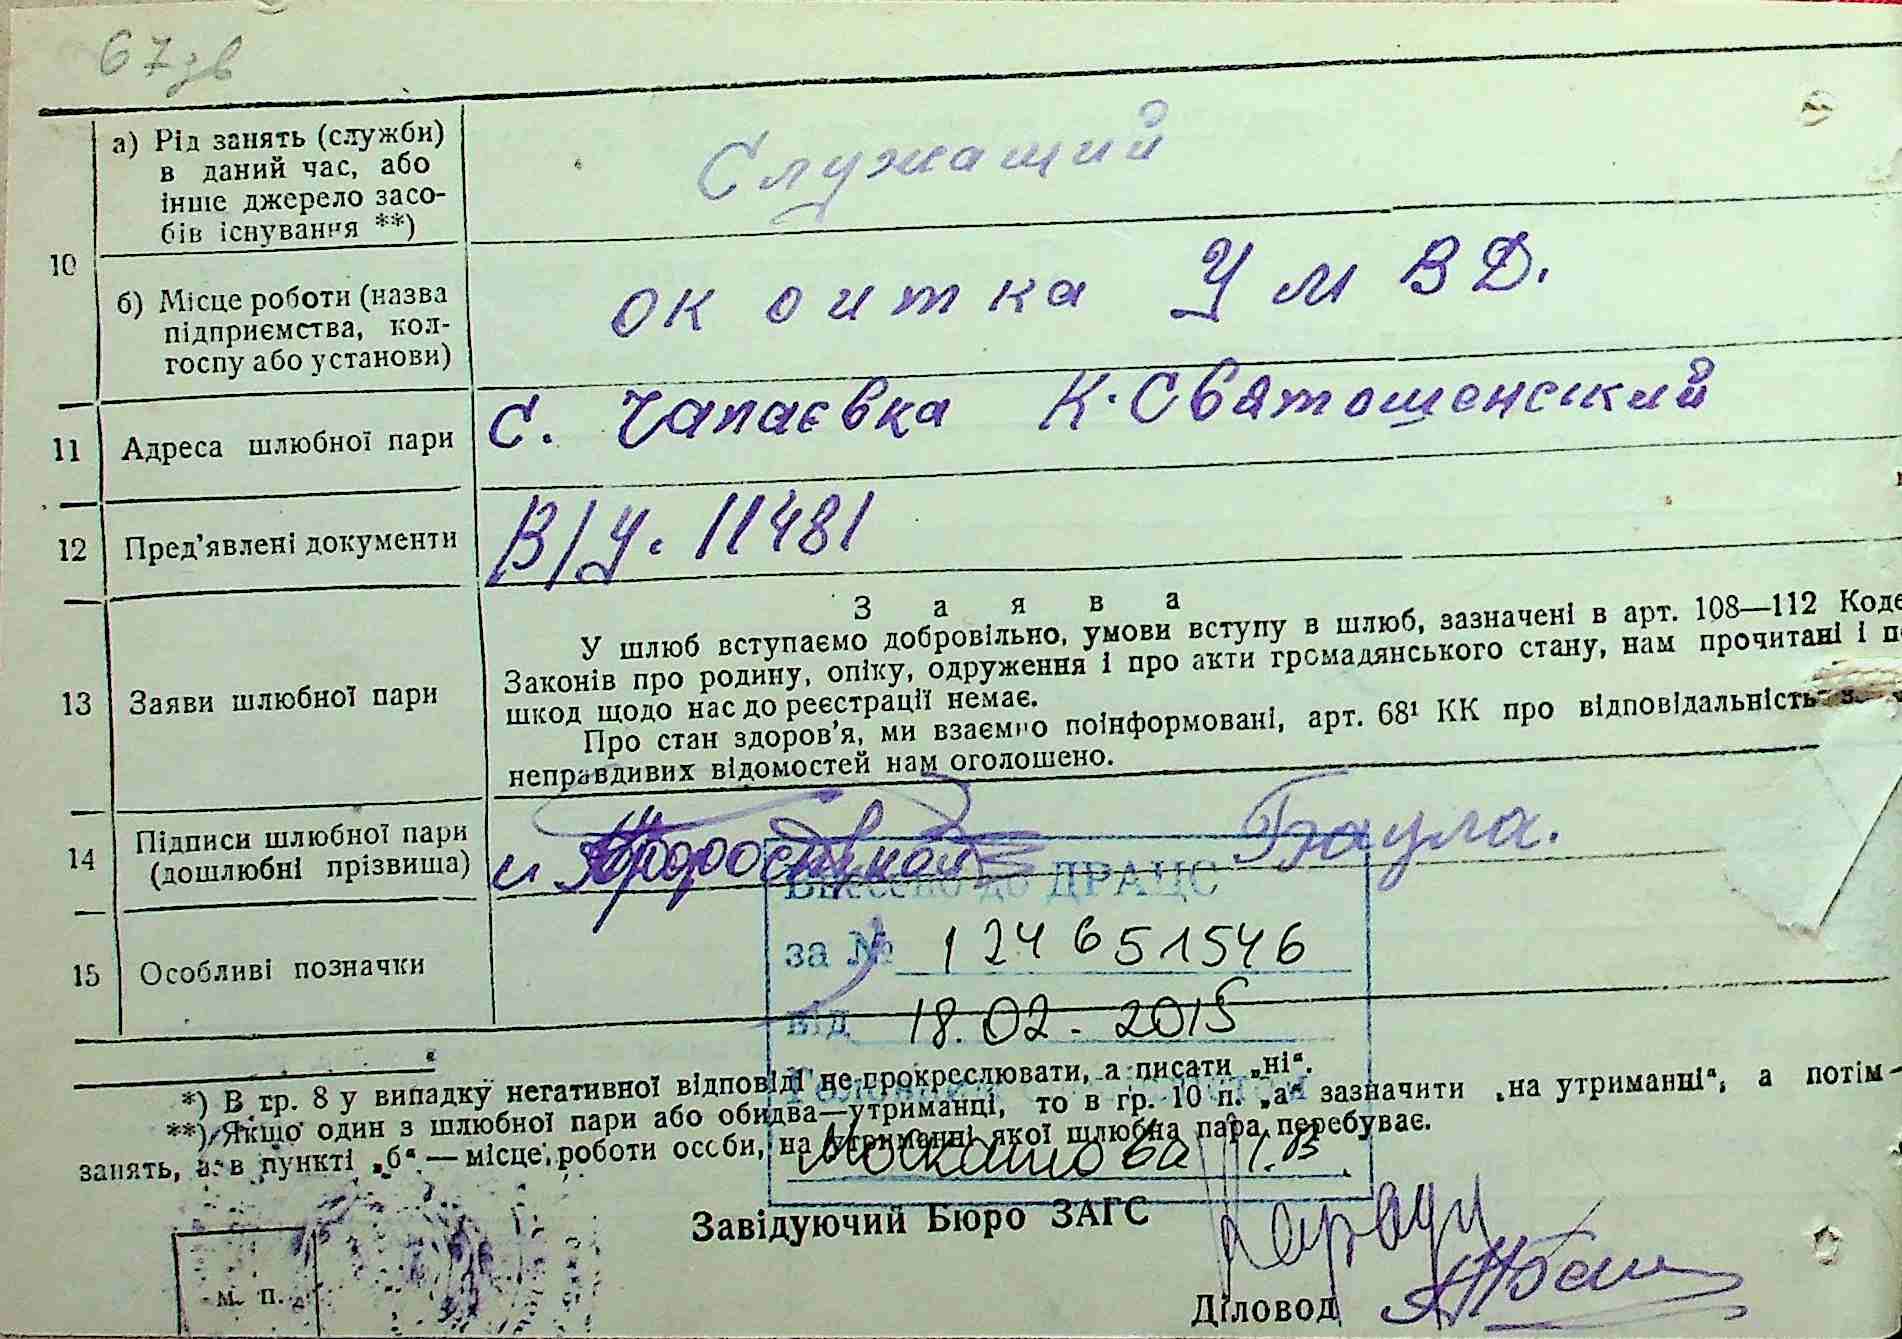 67зв
10
а) Рід занять (служби)
в даний час, або
інше джерело засо-
бів існування **)
Служащий
б) Місце роботи (назва
підприємства, кол-
госпу або установи)
УМВД.
11 Адреса шлюбної пари
с. Чапаєвка К-Святошенский
12 Пред’явлені документи
В/у. 11481
13 Заяви шлюбної пари
Заява
У шлюб вступаємо добровільно, умови вступу в шлюб, зазначені в арт. 108—112 Коде
Законів про родину, опіку, одруження і про акти громадянського стану, нам прочитані і п
шкод щодо нас до реєстрації немає.
Про стан здоров’я, ми взаємно поінформовані, арт. 68¹ КК про відповідальність
неправдивих відомостей нам оголошено.
14 Підписи шлюбної пари
(дошлюбні прізвища)
Внесено до ДРАЦС
за № 124651546
15 Особливі позначки
від 18.02.2015
*) В гр. 8 у випадку негативної відповіді не прокреслювати, а писати „ні“.
**) Якщо один з шлюбної пари або обидва—утриманці, то в гр. 10 п. „а“ зазначити „на утриманні“, а потім-
занять, а в пункті „б“ — місце роботи особи, на утриманні якої шлюбна пара перебуває.
Завідуючий Бюро ЗАГС
м. п.
Діловод